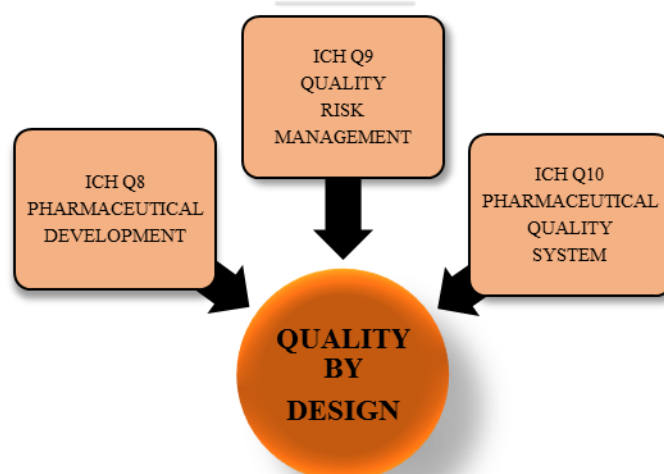 ICH Q9
QUALITY
RISK
MANAGEMENT
ICH Q8
PHARMACEUTICAL
DEVELOPMENT
ICH Q10
PHARMACEUTICAL
QUALITY
SYSTEM
QUALITY
BY
DESIGN